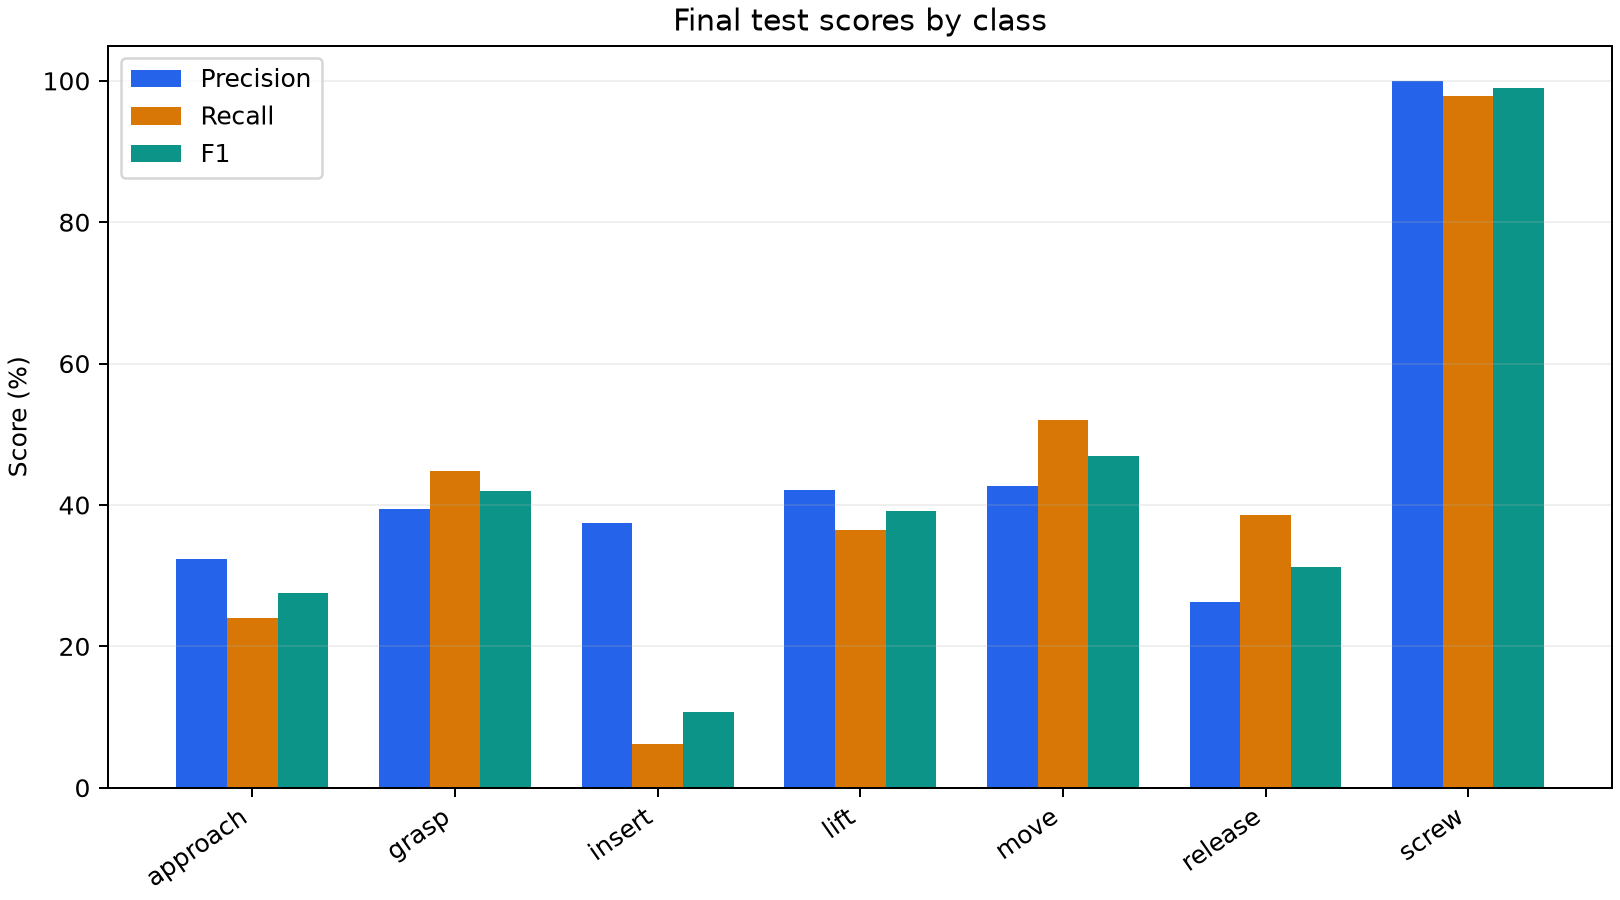 Final test scores by class
Precision
Recall
F1
Score (%)
100
80
60
40
20
0
approach
grasp
insert
lift
move
release
screw